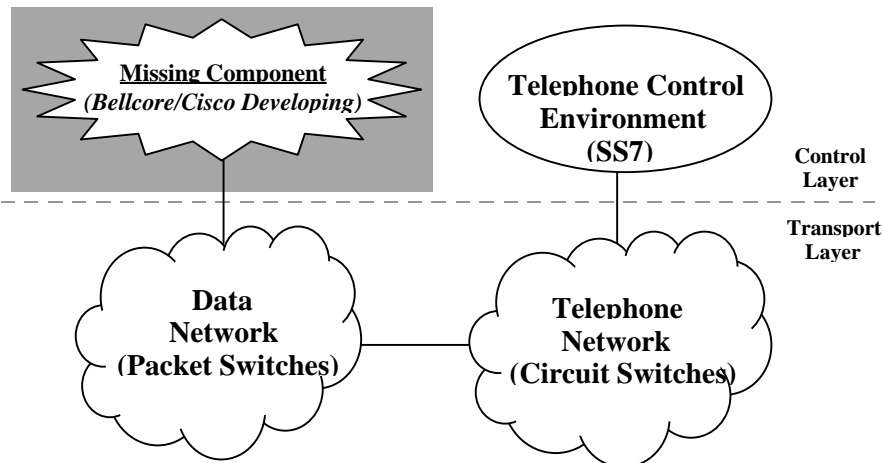 Missing Component
(Bellcore/Cisco Developing)
Telephone Control
Environment
(SS7)
Control
Layer
Transport
Layer
Data
Network
(Packet Switches)
Telephone
Network
(Circuit Switches)